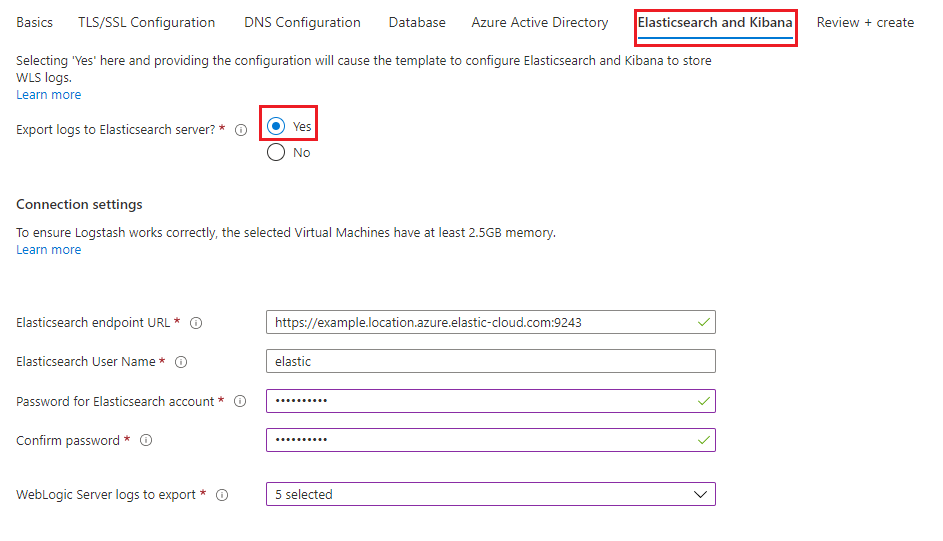 Basics TLS/SSL Configuration DNS Configuration Database Azure Active Directory Elasticsearch and Kibana Review + create
Selecting 'Yes' here and providing the configuration will cause the template to configure Elasticsearch and Kibana to store
WLS logs.
Learn more
Export logs to Elasticsearch server? * Yes
No
Connection settings
To ensure Logstash works correctly, the selected Virtual Machines have at least 2.5GB memory.
Learn more
Elasticsearch endpoint URL * https://example.location.azure.elastic-cloud.com:9243
Elasticsearch User Name * elastic
Password for Elasticsearch account * ••••••••••
Confirm password * ••••••••••
WebLogic Server logs to export * 5 selected